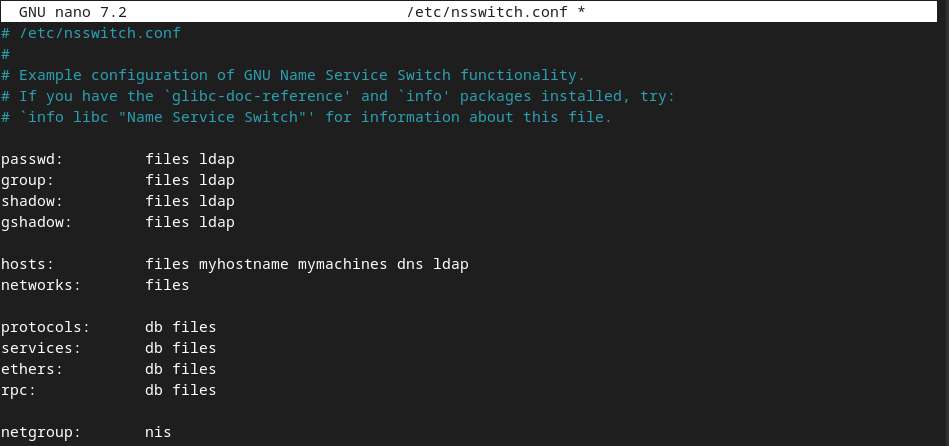 GNU nano 7.2 /etc/nsswitch.conf *
# /etc/nsswitch.conf
#
# Example configuration of GNU Name Service Switch functionality.
# If you have the `glibc-doc-reference' and `info' packages installed, try:
# `info libc "Name Service Switch"' for information about this file.
passwd: files ldap
group: files ldap
shadow: files ldap
gshadow: files ldap
hosts: files myhostname mymachines dns ldap
networks: files
protocols: db files
services: db files
ethers: db files
rpc: db files
netgroup: nis